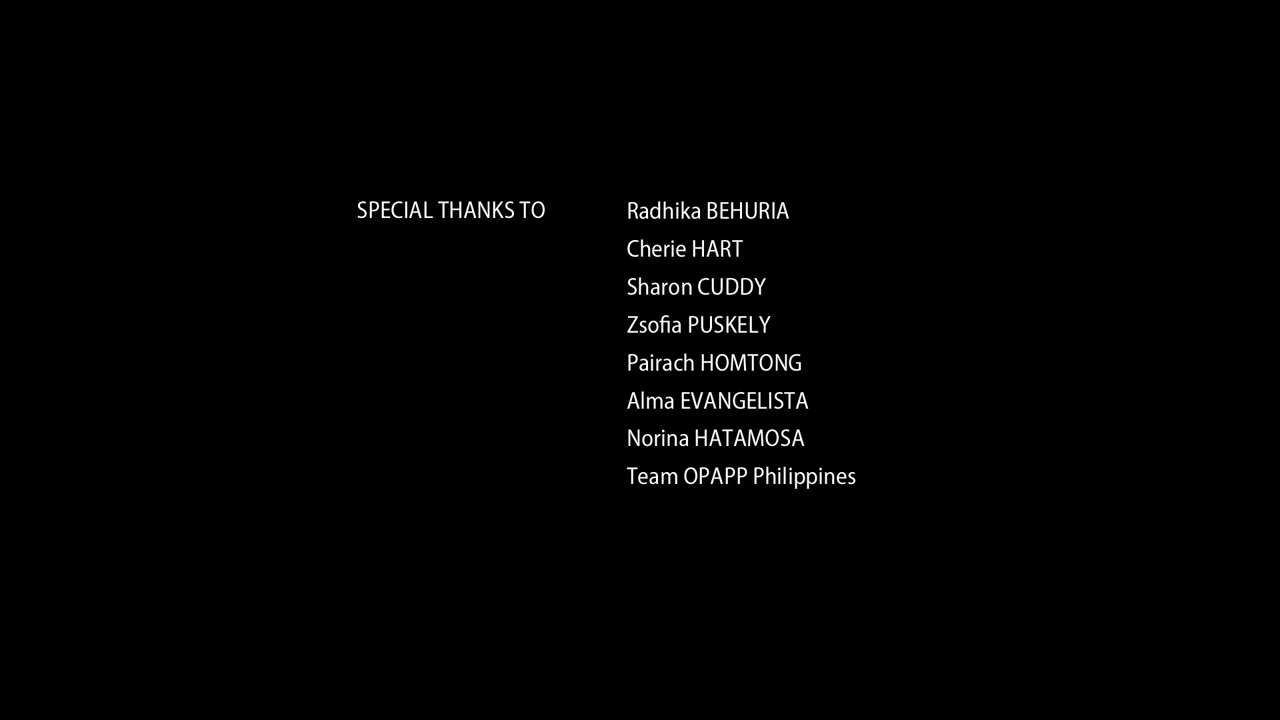 SPECIAL THANKS TO Radhika BEHURIA
Cherie HART
Sharon CUDDY
Zsofia PUSKELY
Pairach HOMTONG
Alma EVANGELISTA
Norina HATAMOSA
Team OPAPP Philippines